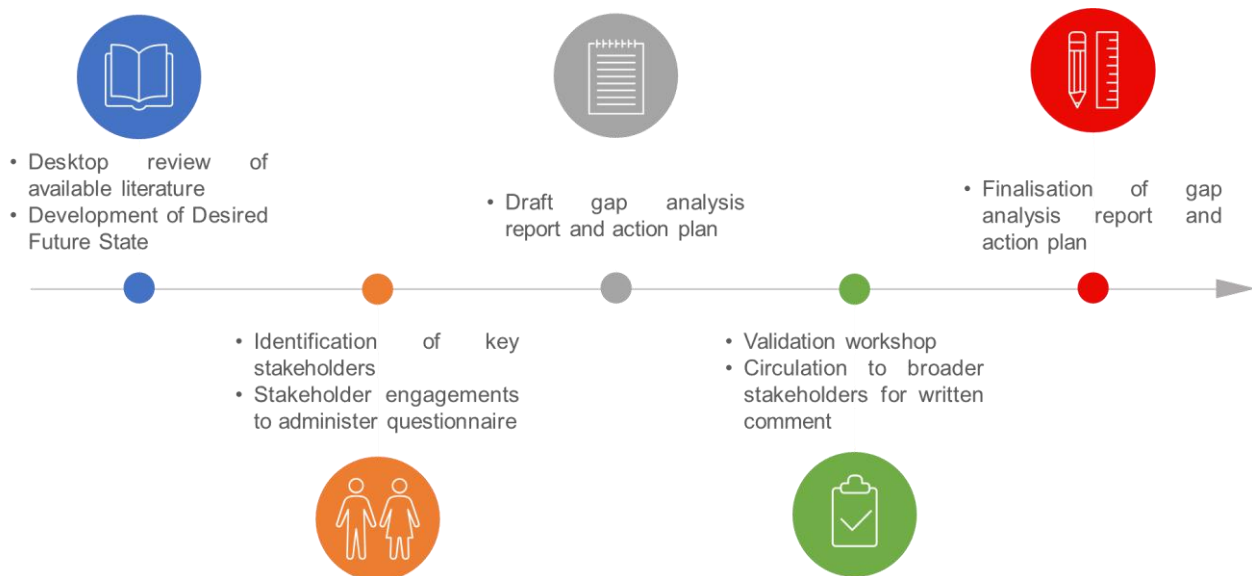 • Desktop review of
available literature
• Development of Desired
Future State
• Identification of key
stakeholders
• Stakeholder engagements
to administer questionnaire
• Draft gap analysis
report and action plan
• Validation workshop
• Circulation to broader
stakeholders for written
comment
• Finalisation of gap
analysis report and
action plan